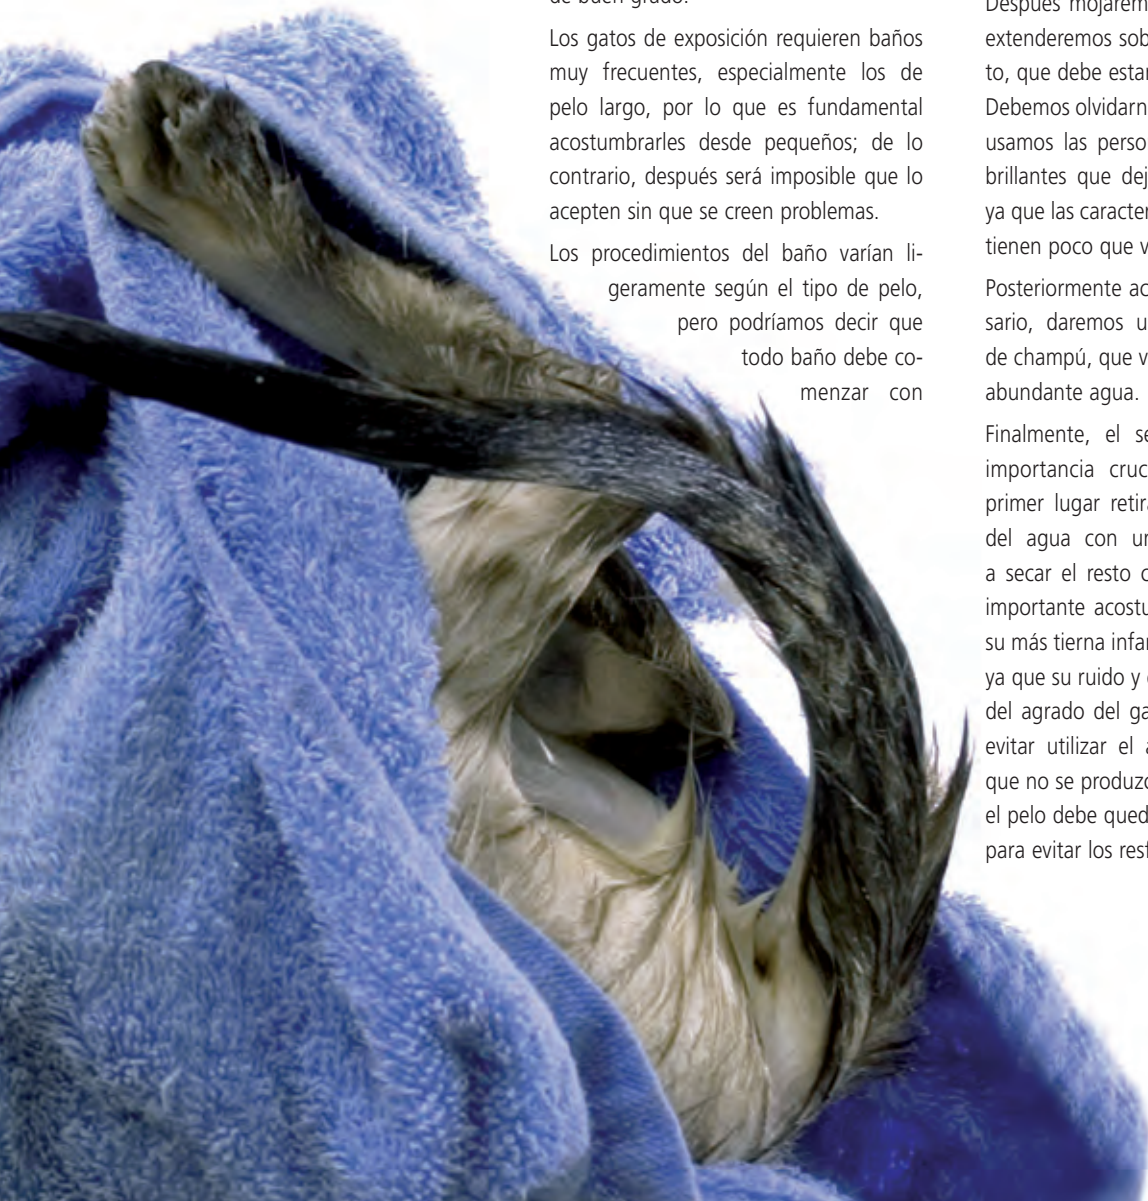 de buen grado.
Los gatos de exposición requieren baños
muy frecuentes, especialmente los de
pelo largo, por lo que es fundamental
acostumbrarles desde pequeños; de lo
contrario, después será imposible que lo
acepten sin que se creen problemas.
Los procedimientos del baño varían li-
geramente según el tipo de pelo,
pero podríamos decir que
todo baño debe co-
menzar con
Después mojarem
extenderemos sob
to, que debe estar
Debemos olvidarn
usamos las perso
brillantes que dej
ya que las caracter
tienen poco que v
Posteriormente ac
sario, daremos u
de champú, que v
abundante agua.
Finalmente, el se
importancia cruc
primer lugar retir
del agua con un
a secar el resto c
importante acostu
su más tierna infar
ya que su ruido y
del agrado del ga
evitar utilizar el
que no se produzc
el pelo debe qued
para evitar los resf